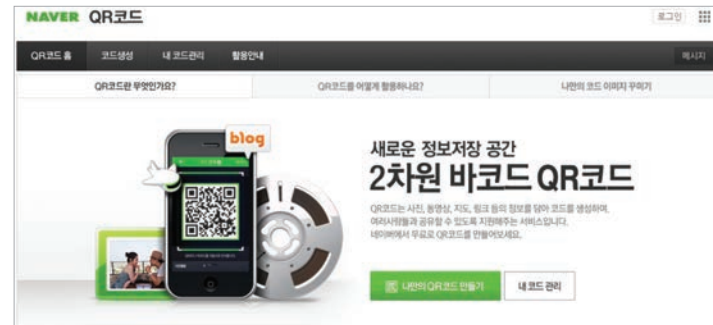 NAVER QR코드
로그인
QR코드 홈 코드생성 내 코드관리 활용안내 메시지
QR코드란 무엇인가요? QR코드를 어떻게 활용하나요? 나만의 코드 이미지 꾸미기
blog
새로운 정보저장 공간
2차원 바코드 QR코드
QR코드는 사진, 동영상, 지도, 링크 등의 정보를 담아 코드를 생성하여,
여러사람들과 공유할 수 있도록 지원해주는 서비스입니다.
네이버에서 무료로 QR코드를 만들어보세요.
나만의 QR코드 만들기 내 코드 관리